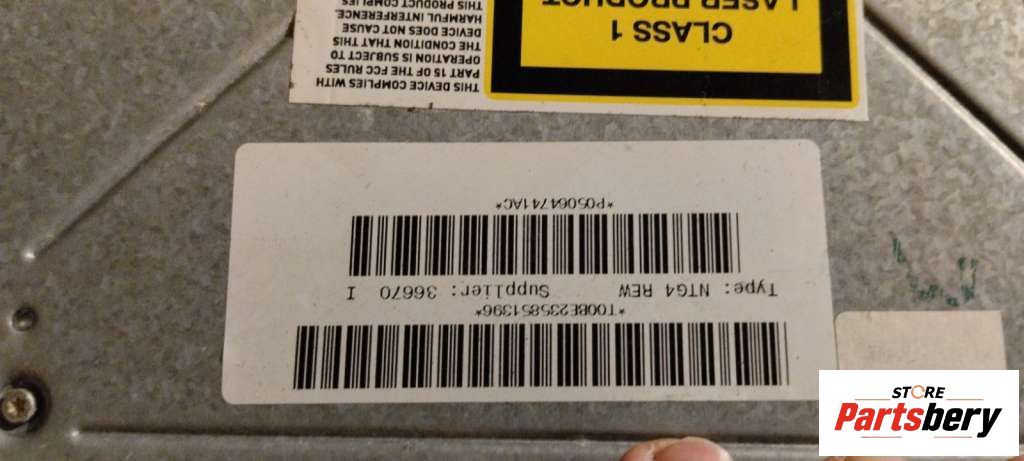 *T00BE235851396*
Type: NTG4 REW Supplier: 36670 I
*P05064741AC*
CLASS 1
LASER PRODUCT
THIS DEVICE COMPLIES WITH
PART 15 OF THE FCC RULES
OPERATION IS SUBJECT TO
THE CONDITION THAT THIS
DEVICE DOES NOT CAUSE
HARMFUL INTERFERENCE.
THIS PRODUCT COMPLIES
STORE
Partsbery